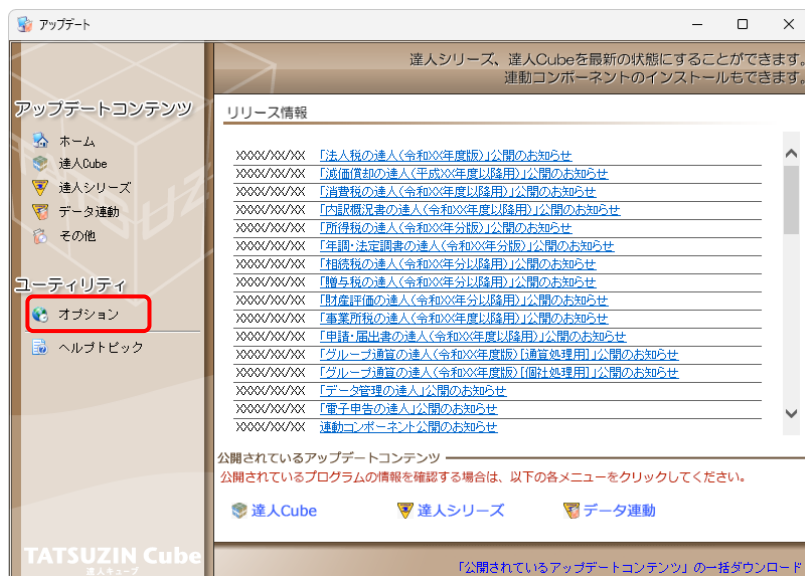 アップデート
達人シリーズ、達人Cubeを最新の状態にすることができます。
連動コンポーネントのインストールもできます。
アップデートコンテンツ
ホーム
達人Cube
達人シリーズ
データ連動
その他
ユーティリティ
オプション
ヘルプトピック
リリース情報
XXXX/XX/XX 「法人税の達人(令和XX年度版)」公開のお知らせ
XXXX/XX/XX 「減価償却の達人(平成XX年度以降用)」公開のお知らせ
XXXX/XX/XX 「消費税の達人(令和XX年度以降用)」公開のお知らせ
XXXX/XX/XX 「内訳概況書の達人(令和XX年度以降用)」公開のお知らせ
XXXX/XX/XX 「所得税の達人(令和XX年分版)」公開のお知らせ
XXXX/XX/XX 「年調・法定調書の達人(令和XX年分版)」公開のお知らせ
XXXX/XX/XX 「相続税の達人(令和XX年分以降用)」公開のお知らせ
XXXX/XX/XX 「贈与税の達人(令和XX年分以降用)」公開のお知らせ
XXXX/XX/XX 「財産評価の達人(令和XX年分以降用)」公開のお知らせ
XXXX/XX/XX 「事業所税の達人(令和XX年度以降用)」公開のお知らせ
XXXX/XX/XX 「申請・届出書の達人(令和XX年度以降用)」公開のお知らせ
XXXX/XX/XX 「グループ通算の達人(令和XX年度版)[通算処理用]」公開のお知らせ
XXXX/XX/XX 「グループ通算の達人(令和XX年度版)[個社処理用]」公開のお知らせ
XXXX/XX/XX 「データ管理の達人」公開のお知らせ
XXXX/XX/XX 「電子申告の達人」公開のお知らせ
XXXX/XX/XX 連動コンポーネント公開のお知らせ
公開されているアップデートコンテンツ
公開されているプログラムの情報を確認する場合は、以下の各メニューをクリックしてください。
達人Cube 達人シリーズ データ連動
TATSUZIN Cube
達人キューブ
「公開されているアップデートコンテンツ」の一括ダウンロード